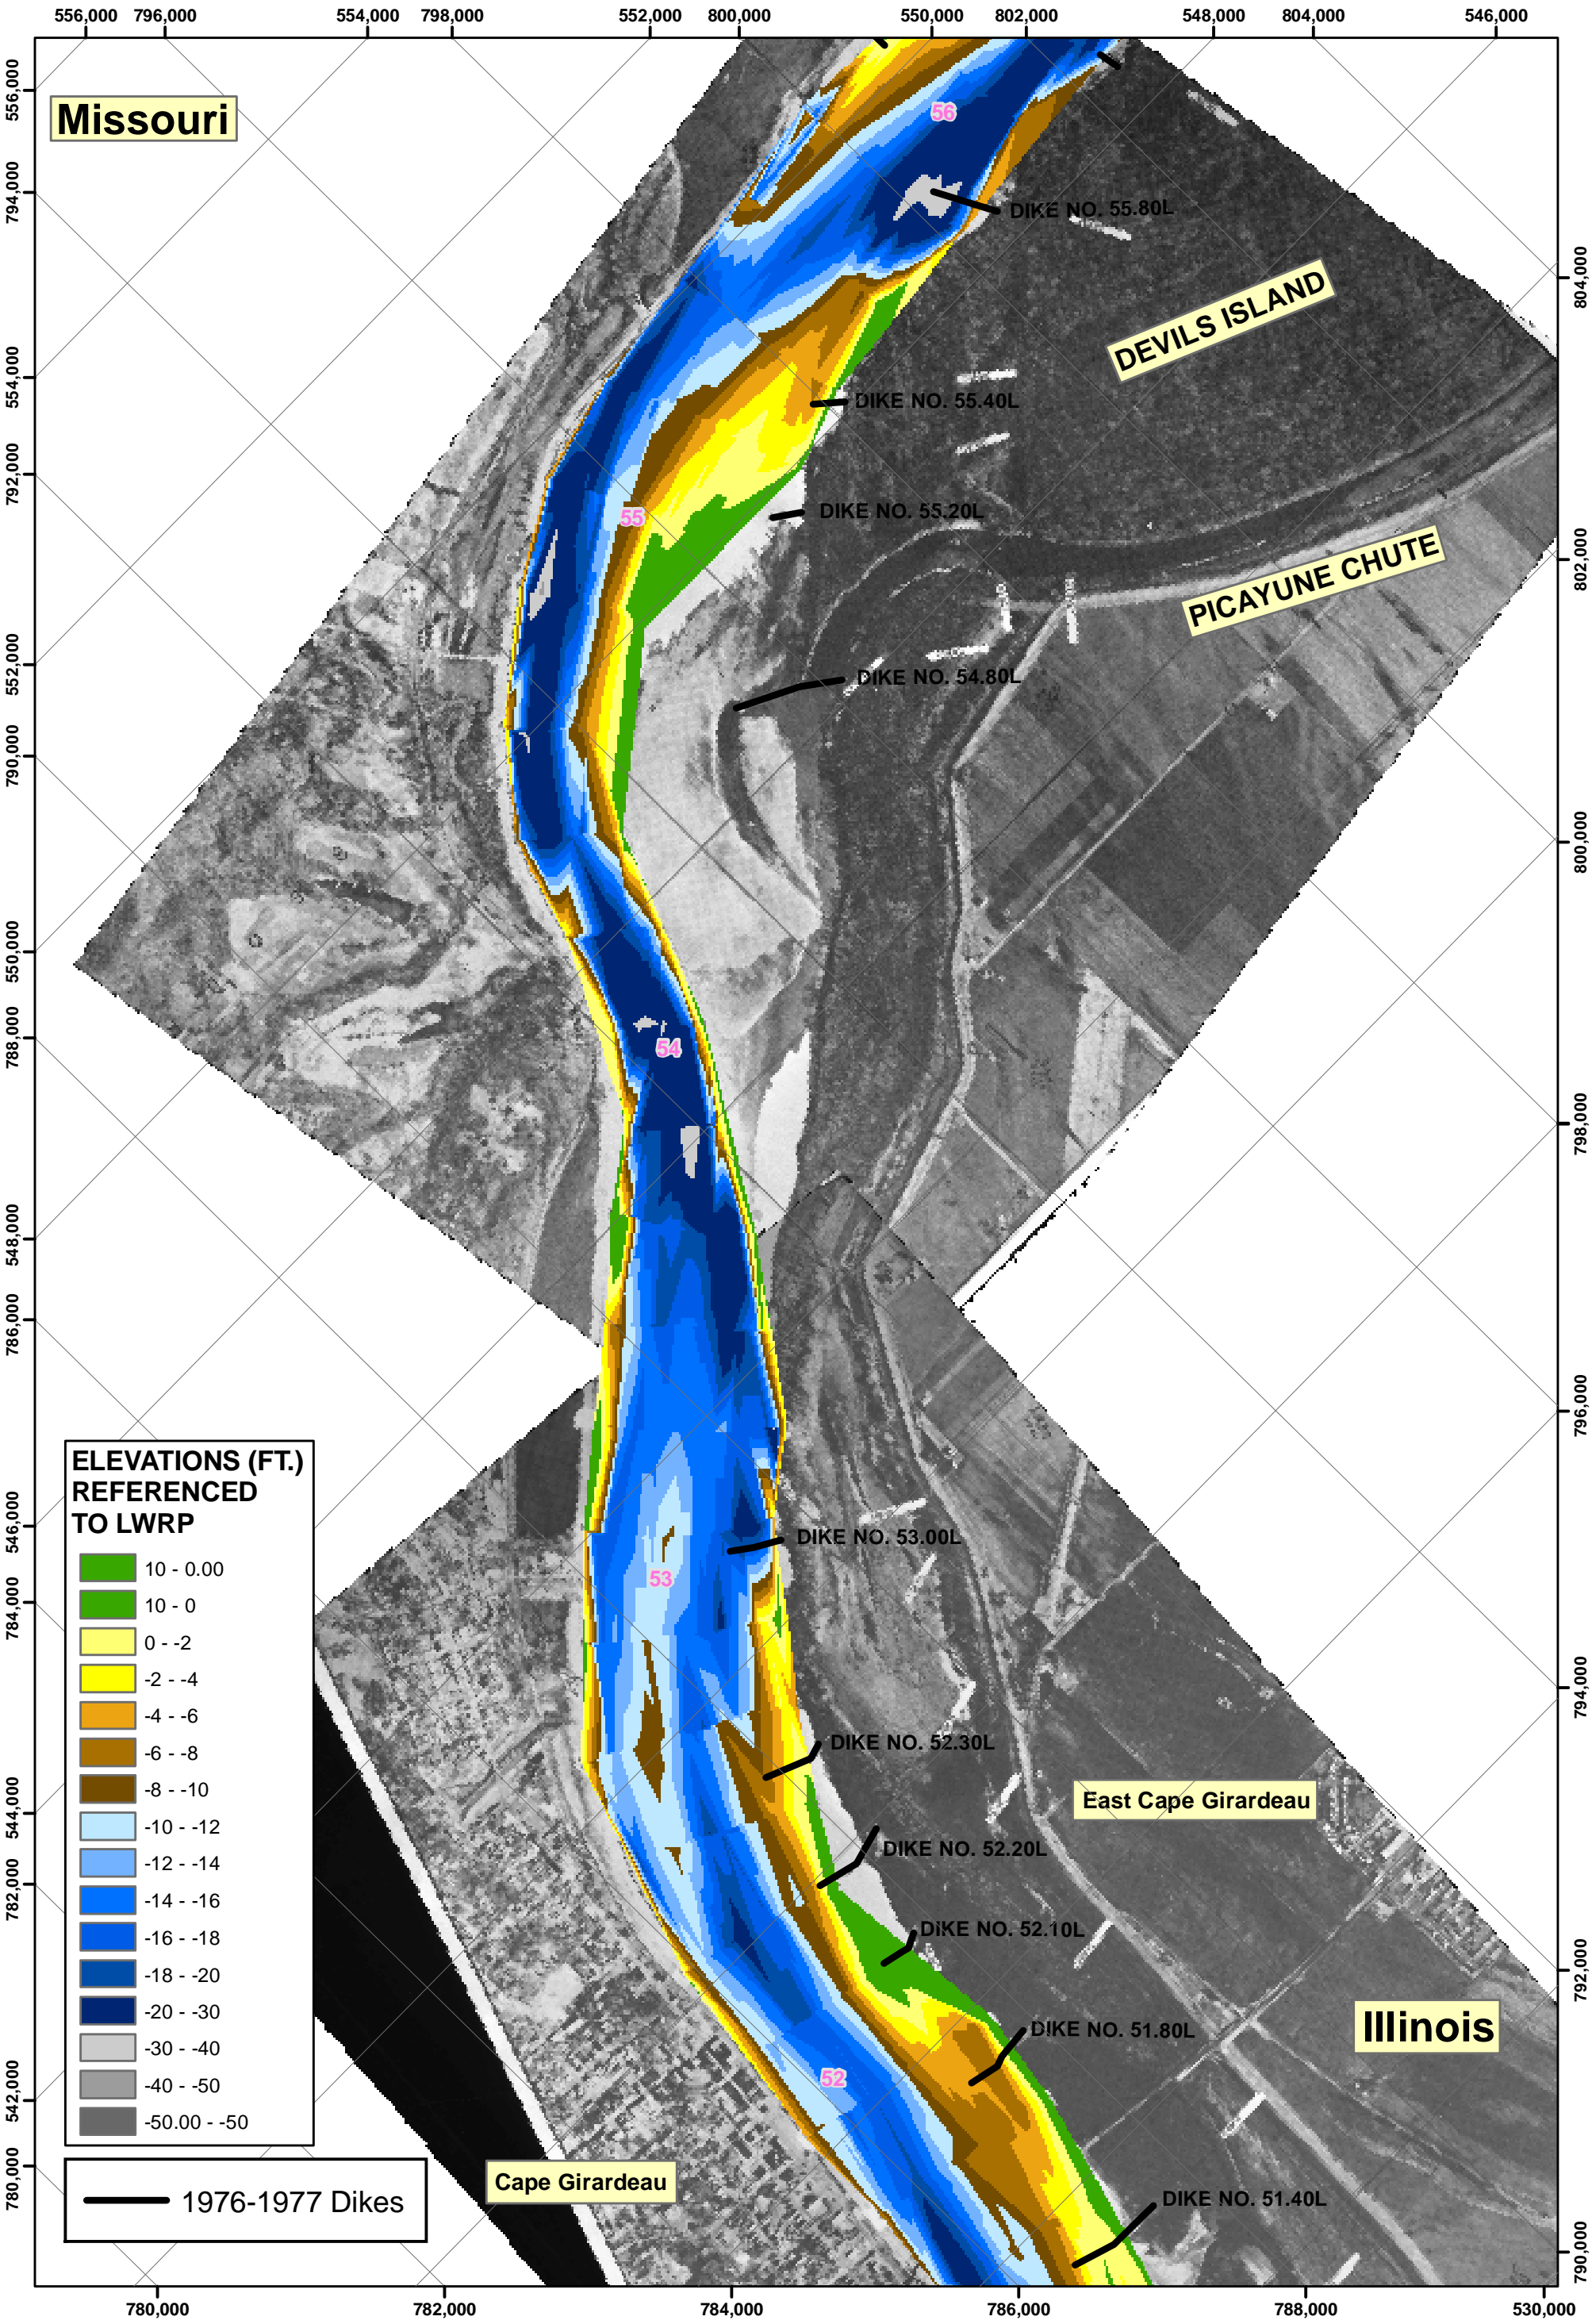 556,000 796,000 554,000 798,000 552,000 800,000 550,000 802,000 548,000 804,000 546,000
556,000
794,000
554,000
792,000
552,000
790,000
550,000
788,000
548,000
786,000
546,000
784,000
544,000
782,000
542,000
780,000
Missouri
56
DIKE NO. 55.80L
DEVILS ISLAND
DIKE NO. 55.40L
55
DIKE NO. 55.20L
PICAYUNE CHUTE
DIKE NO. 54.80L
54
DIKE NO. 53.00L
53
DIKE NO. 52.30L
East Cape Girardeau
DIKE NO. 52.20L
DIKE NO. 52.10L
Illinois
DIKE NO. 51.80L
52
Cape Girardeau
DIKE NO. 51.40L
ELEVATIONS (FT.)
REFERENCED
TO LWRP
10 - 0.00
10 - 0
0 - -2
-2 - -4
-4 - -6
-6 - -8
-8 - -10
-10 - -12
-12 - -14
-14 - -16
-16 - -18
-18 - -20
-20 - -30
-30 - -40
-40 - -50
-50.00 - -50
1976-1977 Dikes
804,000
802,000
800,000
798,000
796,000
794,000
792,000
790,000
780,000 782,000 784,000 786,000 788,000 530,000